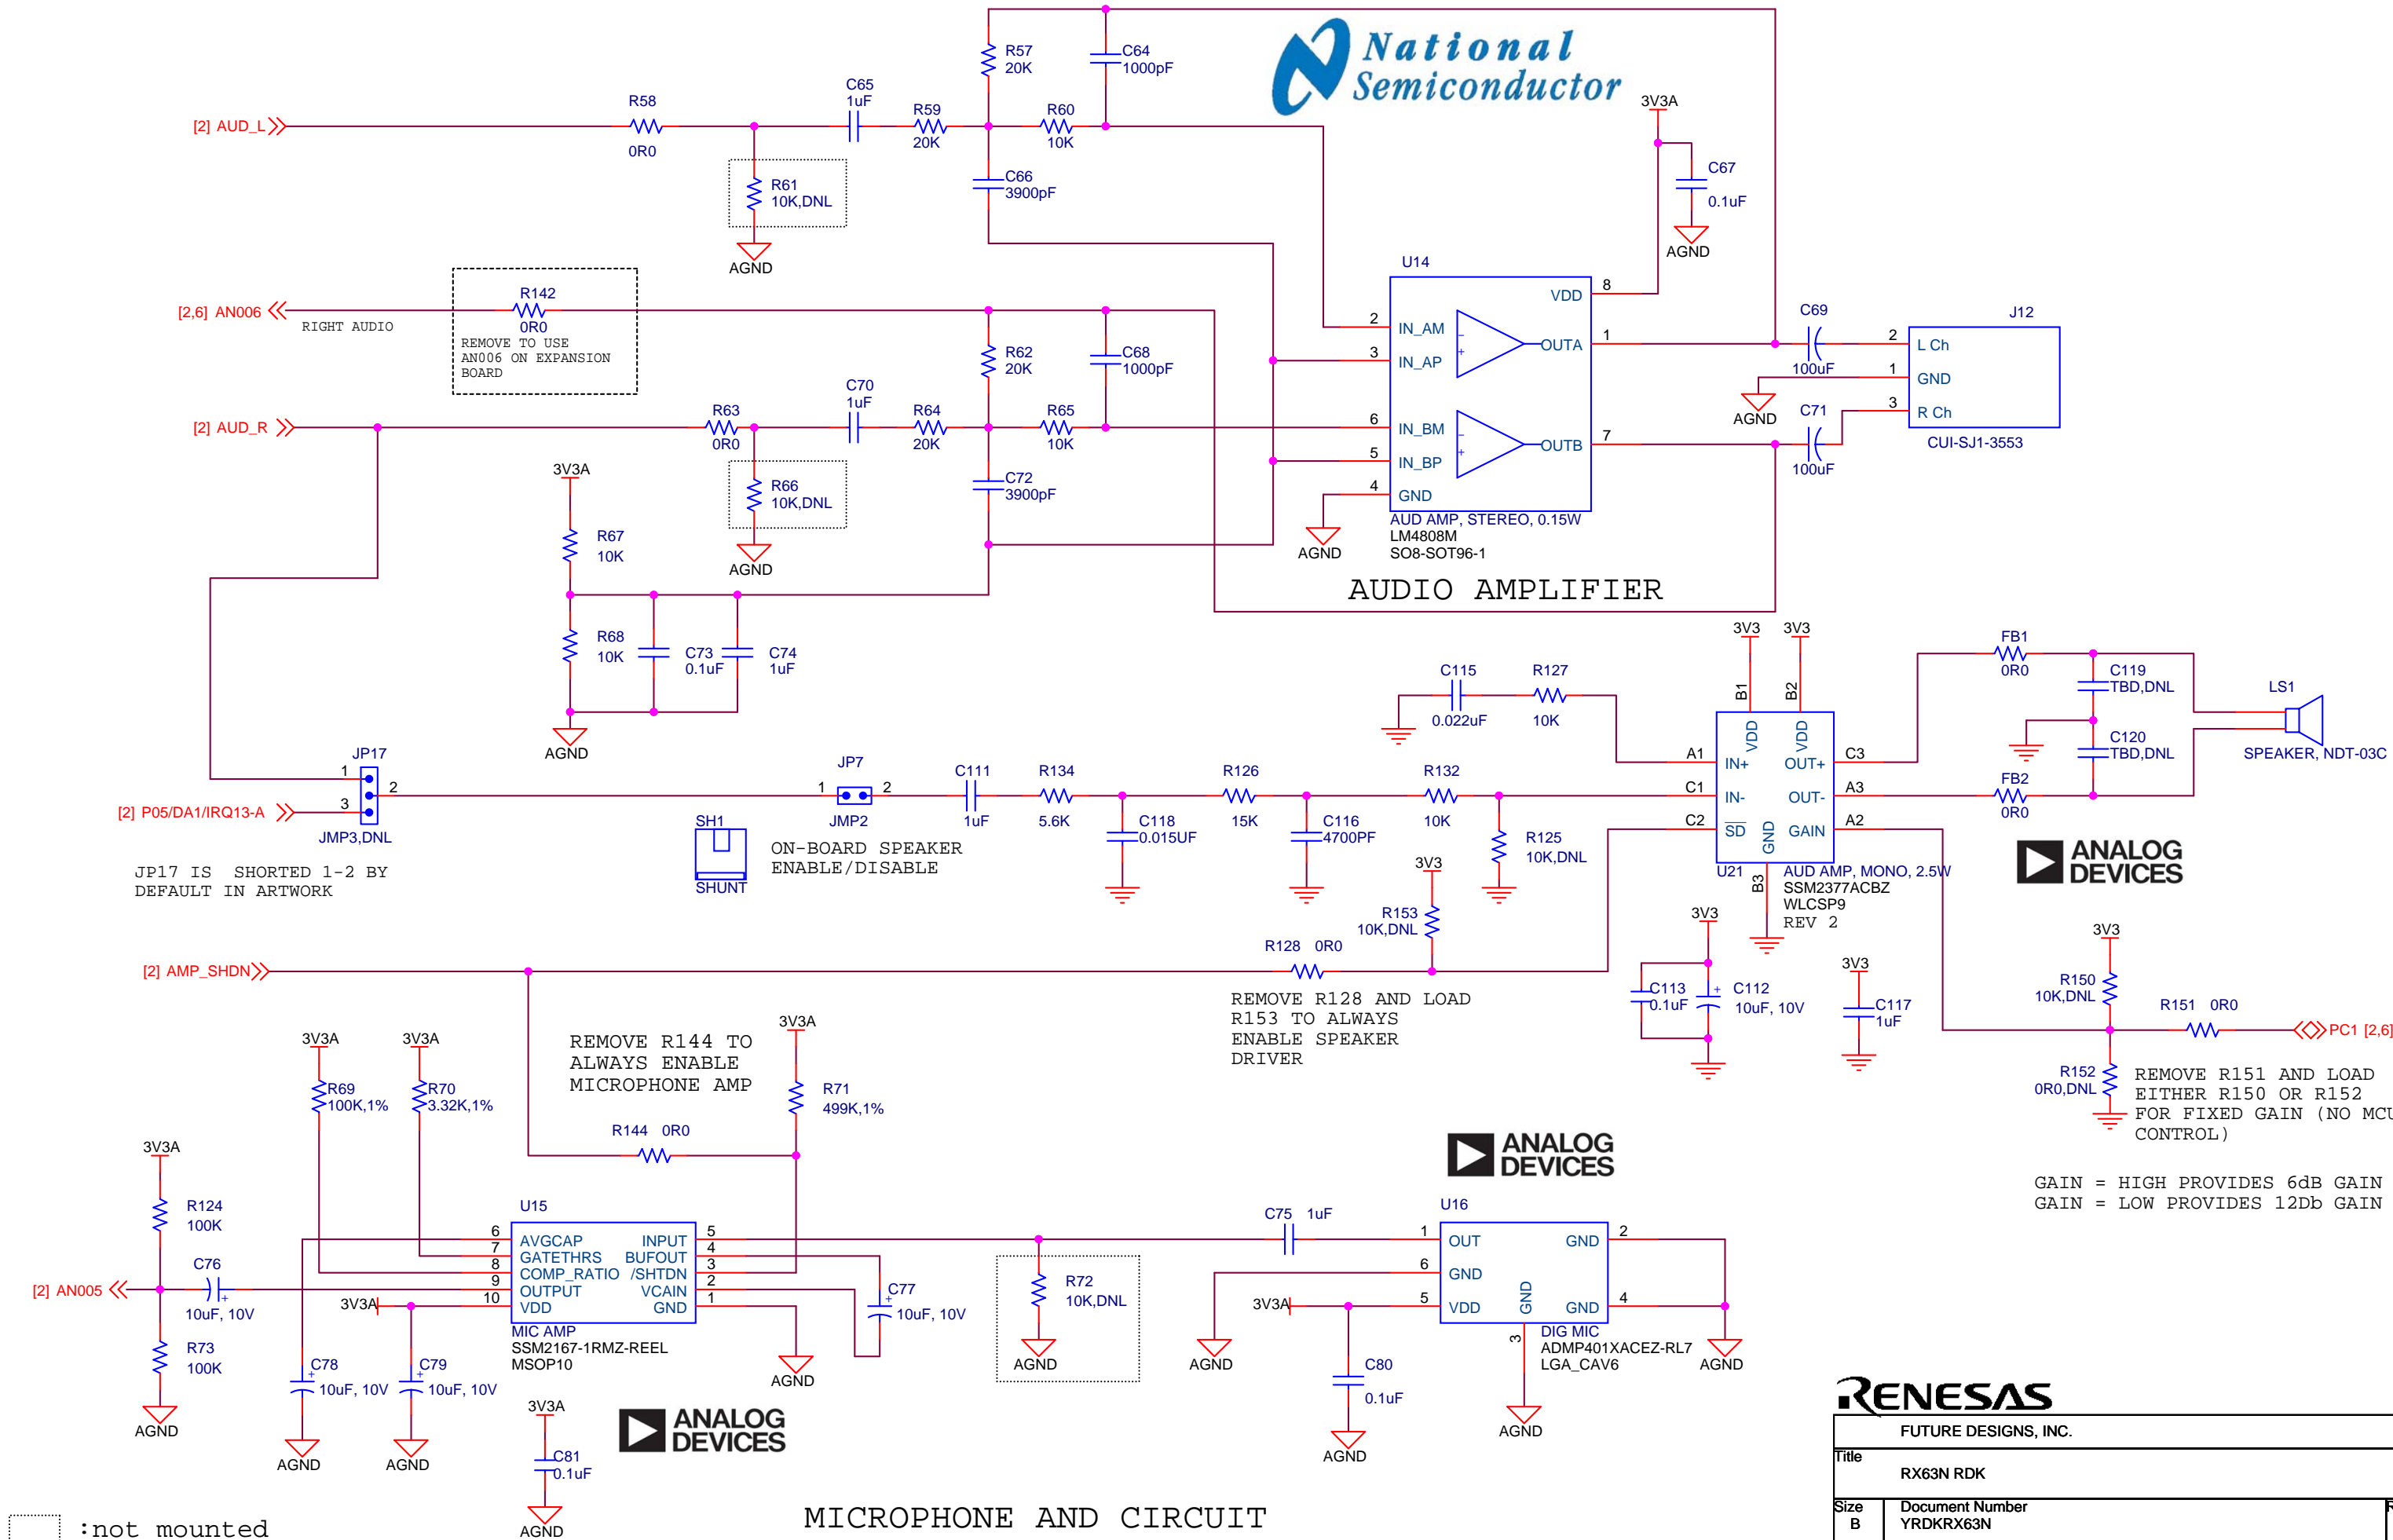 National
Semiconductor
R57
20K
C64
1000pF
C65
1uF
R58
0R0
[2] AUD_L
R59
20K
R60
10K
3V3A
R61
10K,DNL
AGND
C66
3900pF
C67
0.1uF
AGND
U14
VDD 8
2 IN_AM
3 IN_AP
OUTA 1
6 IN_BM
5 IN_BP
OUTB 7
4 GND
- +
- +
AUD AMP, STEREO, 0.15W
LM4808M
SO8-SOT96-1
AGND
[2,6] AN006
RIGHT AUDIO
R142
0R0
REMOVE TO USE
AN006 ON EXPANSION
BOARD
R62
20K
C68
1000pF
C69
100uF
J12
2 L Ch
1 GND
3 R Ch
CUI-SJ1-3553
AGND
C71
100uF
[2] AUD_R
R63
0R0
C70
1uF
R64
20K
R65
10K
R66
10K,DNL
AGND
C72
3900pF
3V3A
R67
10K
R68
10K
C73
0.1uF
C74
1uF
AGND
AUDIO AMPLIFIER
JP17
1
2
3
JMP3,DNL
[2] P05/DA1/IRQ13-A
JP17 IS SHORTED 1-2 BY
DEFAULT IN ARTWORK
JP7
1 2
JMP2
SH1
SHUNT
ON-BOARD SPEAKER
ENABLE/DISABLE
C111
1uF
R134
5.6K
C118
0.015UF
R126
15K
C116
4700PF
R132
10K
R125
10K,DNL
C115
0.022uF
R127
10K
3V3 3V3
B1 B2
VDD VDD
A1 IN+
OUT+ C3
C1 IN-
OUT- A3
C2 SD
GND
GAIN A2
B3
U21
AUD AMP, MONO, 2.5W
SSM2377ACBZ
WLCSP9
REV 2
FB1
0R0
C119
TBD,DNL
C120
TBD,DNL
FB2
0R0
LS1
SPEAKER, NDT-03C
ANALOG
DEVICES
3V3
R153
10K,DNL
[2] AMP_SHDN
R128 0R0
REMOVE R128 AND LOAD
R153 TO ALWAYS
ENABLE SPEAKER
DRIVER
3V3
C113
0.1uF
+
C112
10uF, 10V
3V3
C117
1uF
3V3
R150
10K,DNL
R151 0R0
PC1 [2,6]
R152
0R0,DNL
REMOVE R151 AND LOAD
EITHER R150 OR R152
FOR FIXED GAIN (NO MCU
CONTROL)
GAIN = HIGH PROVIDES 6dB GAIN
GAIN = LOW PROVIDES 12Db GAIN
3V3A
R69
100K,1%
3V3A
R70
3.32K,1%
REMOVE R144 TO
ALWAYS ENABLE
MICROPHONE AMP
3V3A
R71
499K,1%
R144 0R0
3V3A
R124
100K
[2] AN005
C76
+
10uF, 10V
R73
100K
AGND
U15
6 AVGCAP INPUT 5
7 GATETHRS BUFOUT 4
8 COMP_RATIO /SHTDN 3
9 OUTPUT VCAIN 2
10 VDD GND 1
3V3A
MIC AMP
SSM2167-1RMZ-REEL
MSOP10
C78
+
10uF, 10V
AGND
C79
+
10uF, 10V
AGND
C77
+
10uF, 10V
AGND
3V3A
C81
0.1uF
AGND
ANALOG
DEVICES
R72
10K,DNL
AGND
C75 1uF
ANALOG
DEVICES
U16
1 OUT
GND 2
6 GND
5 VDD
GND
GND 4
3
3V3A
DIG MIC
ADMP401XACEZ-RL7
LGA_CAV6
AGND
C80
0.1uF
AGND
AGND
AGND
:not mounted
MICROPHONE AND CIRCUIT
RENESAS
FUTURE DESIGNS, INC.
Title
RX63N RDK
Size
B
Document Number
YRDKRX63N